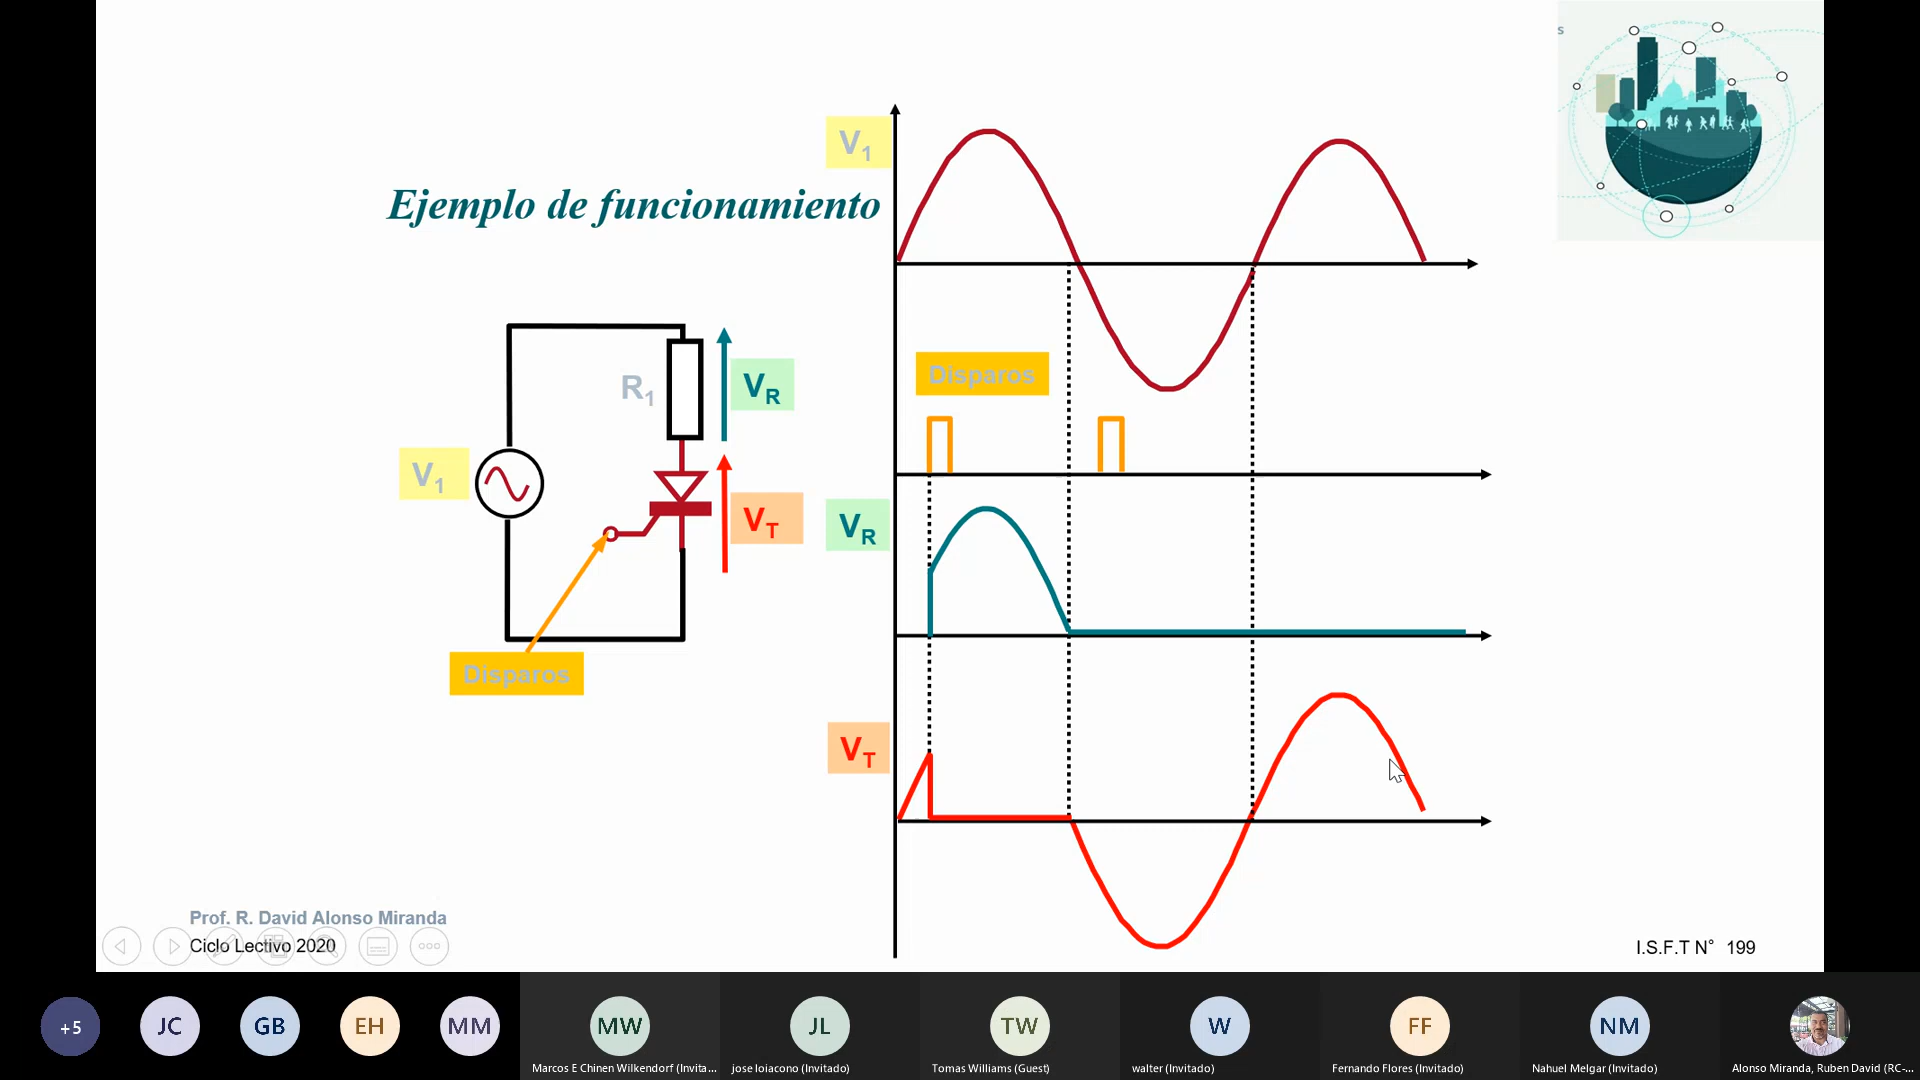 s
V1
Ejemplo de funcionamiento
Disparos
R1
VR
V1
VT
VR
Disparos
VT
Prof. R. David Alonso Miranda
Ciclo Lectivo 2020
I.S.F.T N° 199
+5
JC
GB
EH
MM
MW
JL
TW
W
FF
NM
Marcos E Chinen Wilkendorf (Invita...
jose loiacono (Invitado)
Tomas Williams (Guest)
walter (Invitado)
Fernando Flores (Invitado)
Nahuel Melgar (Invitado)
Alonso Miranda, Ruben David (RC-...